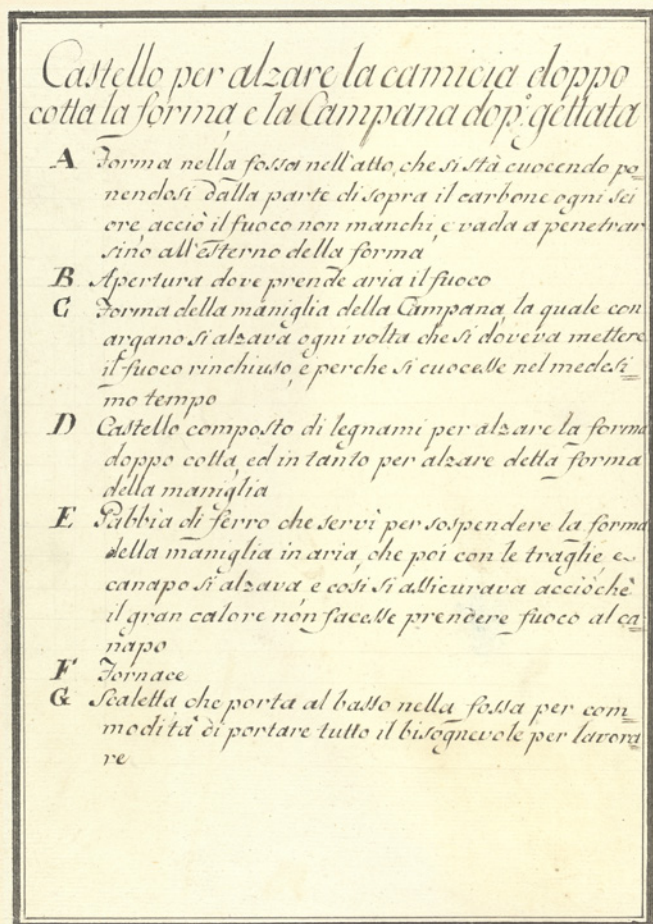 Castello per alzare la camicia doppo
cotta la forma, e la Campana dop.º gettata
A Forma nella fossa nell'atto, che si stà cuocendo po
nendosi dalla parte di sopra il carbone ogni sei
ore, acciò il fuoco non manchi, e vada a penetrar
sino all'esterno della forma
B Apertura dove prende aria il fuoco
C Forma della maniglia della Campana, la quale con
argano si alzava ogni volta che si doveva mettere
il fuoco rinchiuso, e perche si cuocesse nel medesi=
mo tempo
D Castello composto di legnami per alzare la forma
doppo cotta, ed in tanto per alzare detta forma
della maniglia
E Gabbia di ferro che servì per sospendere la forma
della maniglia in aria, che poi con le traglie, e
canapo si alzava, e così si assicurava acciòchè
il gran calore non facesse prendere fuoco al ca=
napo
F Fornace
G Scaletta, che porta al basso nella fossa per com=
modità di portare tutto il bisognevole per lavora=
re